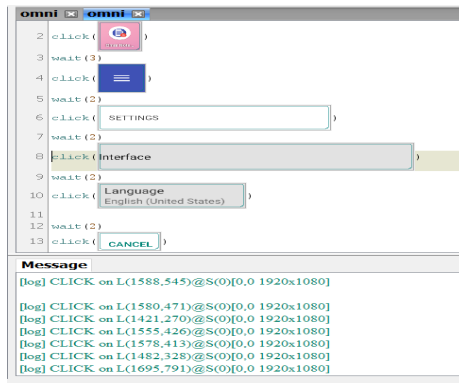 omni omni
2 click( )
3 wait(3)
4 click( )
5 wait(2)
6 click( SETTINGS )
7 wait(2)
8 click( Interface )
9 wait(2)
10 click( Language
English (United States) )
11
12 wait(2)
13 click( CANCEL )
Message
[log] CLICK on L(1588,545)@S(0)[0,0 1920x1080]
[log] CLICK on L(1580,471)@S(0)[0,0 1920x1080]
[log] CLICK on L(1421,270)@S(0)[0,0 1920x1080]
[log] CLICK on L(1555,426)@S(0)[0,0 1920x1080]
[log] CLICK on L(1578,413)@S(0)[0,0 1920x1080]
[log] CLICK on L(1482,328)@S(0)[0,0 1920x1080]
[log] CLICK on L(1695,791)@S(0)[0,0 1920x1080]